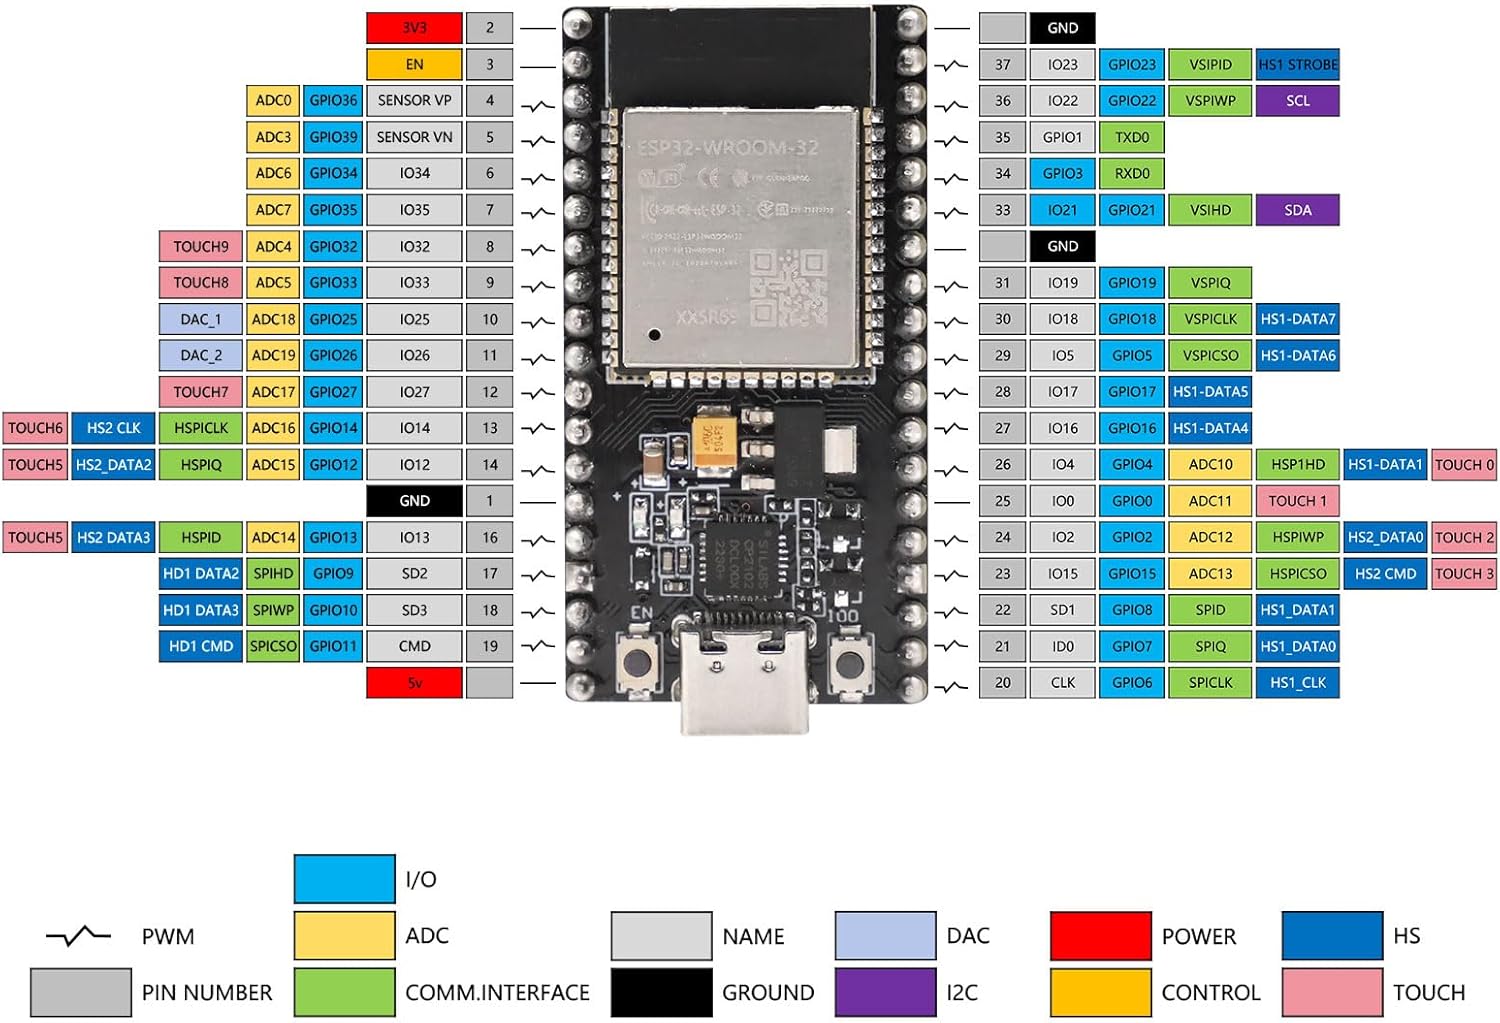 3V3 2
EN 3
ADC0 GPIO36 SENSOR VP 4
ADC3 GPIO39 SENSOR VN 5
ADC6 GPIO34 IO34 6
ADC7 GPIO35 IO35 7
TOUCH9 ADC4 GPIO32 IO32 8
TOUCH8 ADC5 GPIO33 IO33 9
DAC_1 ADC18 GPIO25 IO25 10
DAC_2 ADC19 GPIO26 IO26 11
TOUCH7 ADC17 GPIO27 IO27 12
TOUCH6 HS2 CLK HSPICLK ADC16 GPIO14 IO14 13
TOUCH5 HS2_DATA2 HSPIQ ADC15 GPIO12 IO12 14
GND 1
TOUCH5 HS2 DATA3 HSPID ADC14 GPIO13 IO13 16
HD1 DATA2 SPIHD GPIO9 SD2 17
HD1 DATA3 SPIWP GPIO10 SD3 18
HD1 CMD SPICSO GPIO11 CMD 19
5v
ESP32-WROOM-32
XX5R69
SILABS
CP2102
EN
IO0
GND
37 IO23 GPIO23 VSIPID HS1 STROBE
36 IO22 GPIO22 VSPIWP SCL
35 GPIO1 TXD0
34 GPIO3 RXD0
33 IO21 GPIO21 VSIHD SDA
GND
31 IO19 GPIO19 VSPIQ
30 IO18 GPIO18 VSPICLK HS1-DATA7
29 IO5 GPIO5 VSPICSO HS1-DATA6
28 IO17 GPIO17 HS1-DATA5
27 IO16 GPIO16 HS1-DATA4
26 IO4 GPIO4 ADC10 HSP1HD HS1-DATA1 TOUCH 0
25 IO0 GPIO0 ADC11 TOUCH 1
24 IO2 GPIO2 ADC12 HSPIWP HS2_DATA0 TOUCH 2
23 IO15 GPIO15 ADC13 HSPICSO HS2 CMD TOUCH 3
22 SD1 GPIO8 SPID HS1_DATA1
21 ID0 GPIO7 SPIQ HS1_DATA0
20 CLK GPIO6 SPICLK HS1_CLK
I/O
PWM ADC NAME DAC POWER HS
PIN NUMBER COMM.INTERFACE GROUND I2C CONTROL TOUCH